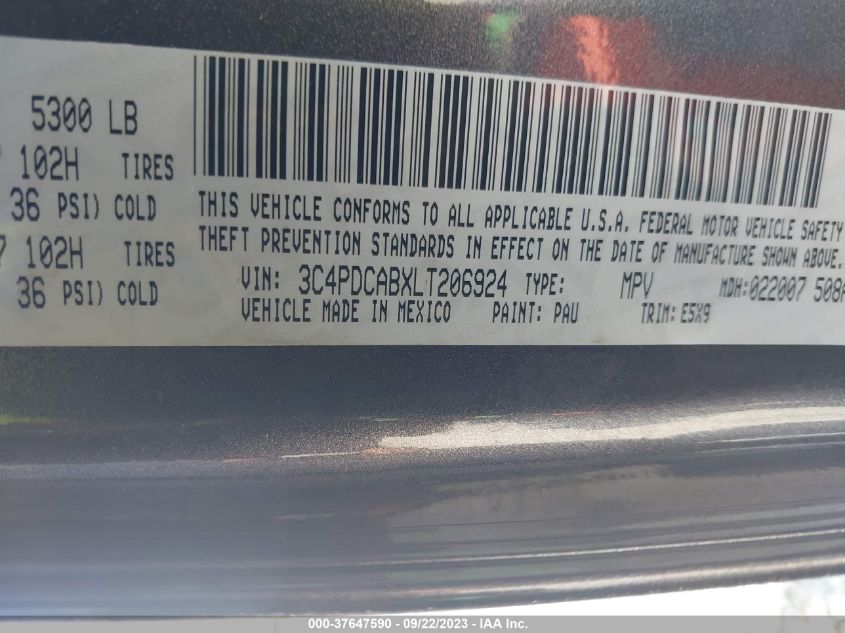 5300 LB
102H TIRES
36 PSI) COLD
7 102H TIRES
36 PSI) COLD
THIS VEHICLE CONFORMS TO ALL APPLICABLE U.S.A. FEDERAL MOTOR VEHICLE SAFETY
THEFT PREVENTION STANDARDS IN EFFECT ON THE DATE OF MANUFACTURE SHOWN ABOVE.
VIN: 3C4PDCABXLT206924 TYPE: MPV MDH:022007 508
VEHICLE MADE IN MEXICO PAINT: PAU TRIM: E5X9
000-37647590 - 09/22/2023 - IAA Inc.